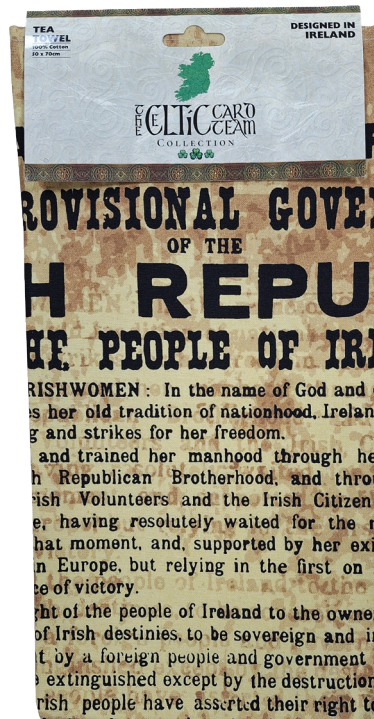 TEA
TOWEL
100% Cotton
50 x 70cm
DESIGNED IN
IRELAND
THE CELTIC CARD TEAM
COLLECTION
ROVISIONAL GOVE
OF THE
H REPU
HE PEOPLE OF IR
RISHWOMEN: In the name of God and
es her old tradition of nationhood, Irelan
g and strikes for her freedom.
and trained her manhood through he
h Republican Brotherhood, and throu
rish Volunteers and the Irish Citizen
e, having resolutely waited for the
hat moment, and, supported by her exi
n Europe, but relying in the first on
ce of victory.
ght of the people of Ireland to the owne
of Irish destinies, to be sovereign and i
t by a foreign people and government
extinguished except by the destruction
rish people have asserted their right t